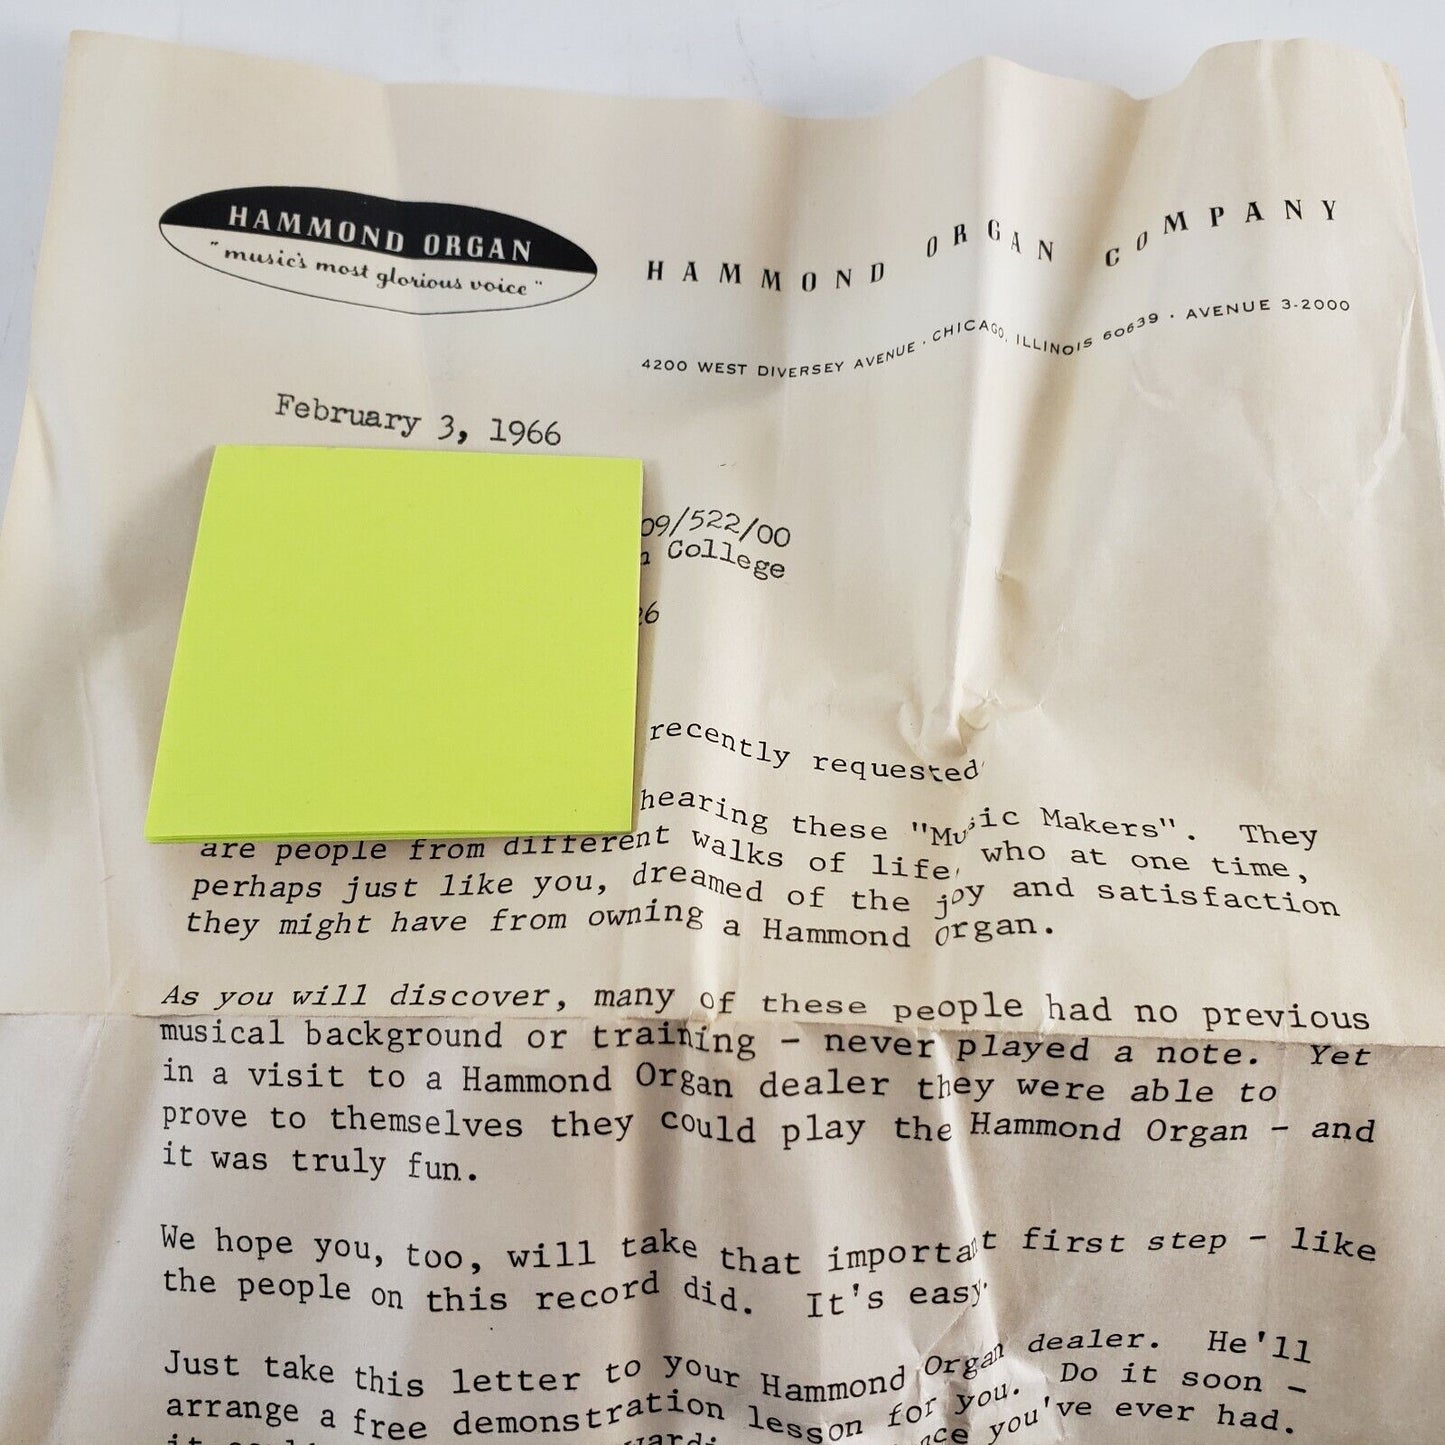 HAMMOND ORGAN
"music's most glorious voice"
HAMMOND ORGAN COMPANY
4200 WEST DIVERSEY AVENUE · CHICAGO, ILLINOIS 60639 · AVENUE 3-2000
February 3, 1966
09/522/00
College
26
recently requested
hearing these "Music Makers". They
are people from different walks of life, who at one time,
perhaps just like you, dreamed of the joy and satisfaction
they might have from owning a Hammond Organ.
As you will discover, many of these people had no previous
musical background or training - never played a note. Yet
in a visit to a Hammond Organ dealer they were able to
prove to themselves they could play the Hammond Organ - and
it was truly fun.
We hope you, too, will take that important first step - like
the people on this record did. It's easy.
Just take this letter to your Hammond Organ dealer. He'll
arrange a free demonstration lesson for you. Do it soon -
you've ever had.